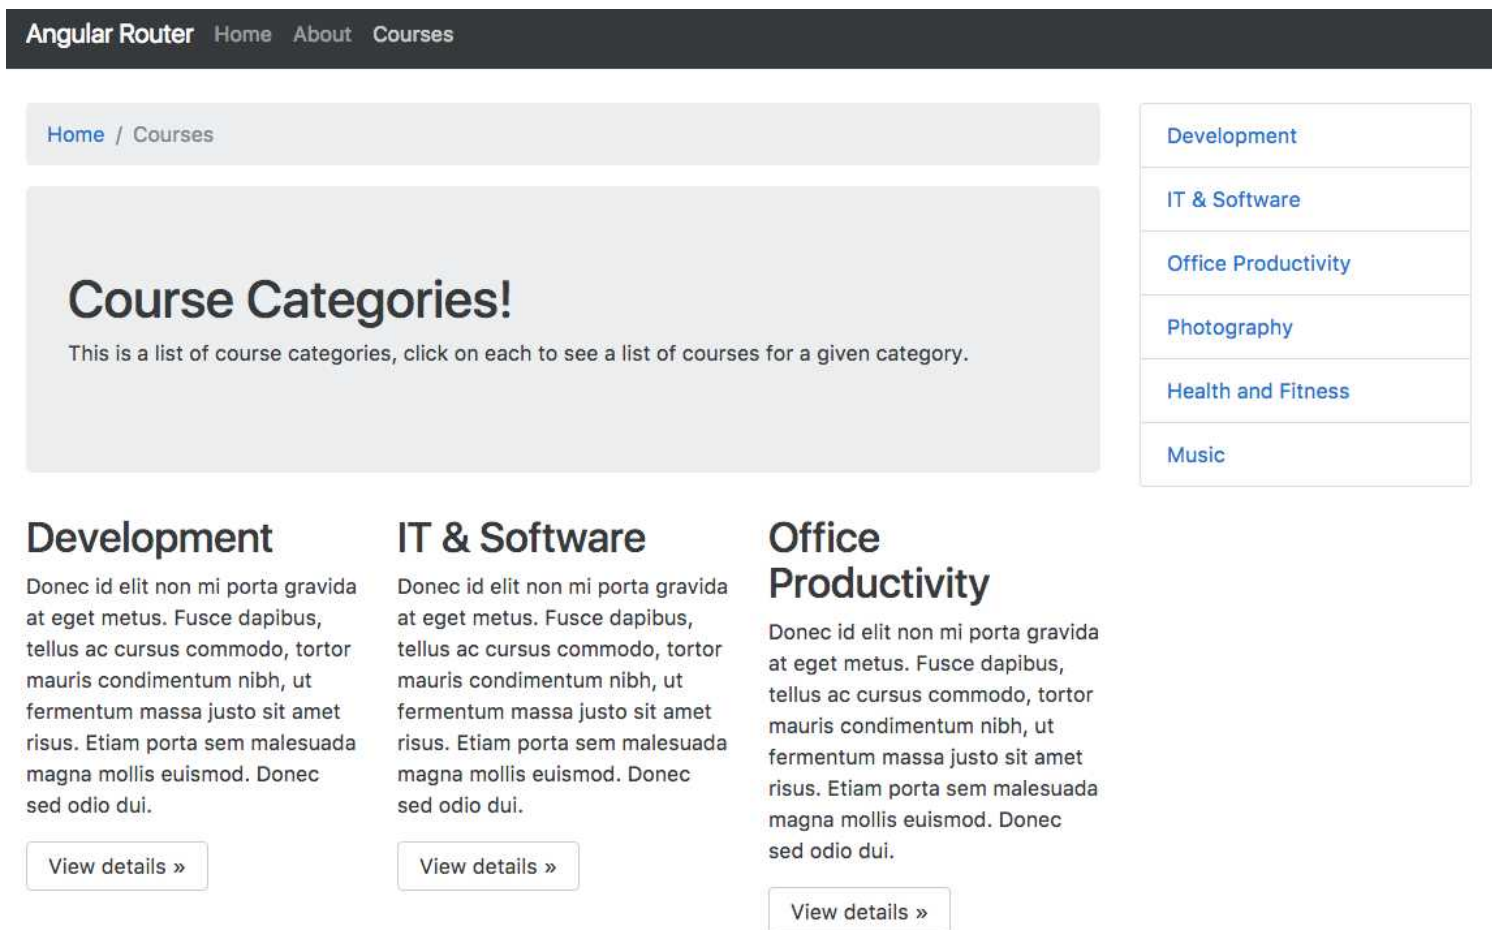 Angular Router Home About Courses
Home / Courses
Course Categories!
This is a list of course categories, click on each to see a list of courses for a given category.
Development
IT & Software
Office Productivity
Photography
Health and Fitness
Music
Development
Donec id elit non mi porta gravida
at eget metus. Fusce dapibus,
tellus ac cursus commodo, tortor
mauris condimentum nibh, ut
fermentum massa justo sit amet
risus. Etiam porta sem malesuada
magna mollis euismod. Donec
sed odio dui.
View details »
IT & Software
Donec id elit non mi porta gravida
at eget metus. Fusce dapibus,
tellus ac cursus commodo, tortor
mauris condimentum nibh, ut
fermentum massa justo sit amet
risus. Etiam porta sem malesuada
magna mollis euismod. Donec
sed odio dui.
View details »
Office
Productivity
Donec id elit non mi porta gravida
at eget metus. Fusce dapibus,
tellus ac cursus commodo, tortor
mauris condimentum nibh, ut
fermentum massa justo sit amet
risus. Etiam porta sem malesuada
magna mollis euismod. Donec
sed odio dui.
View details »